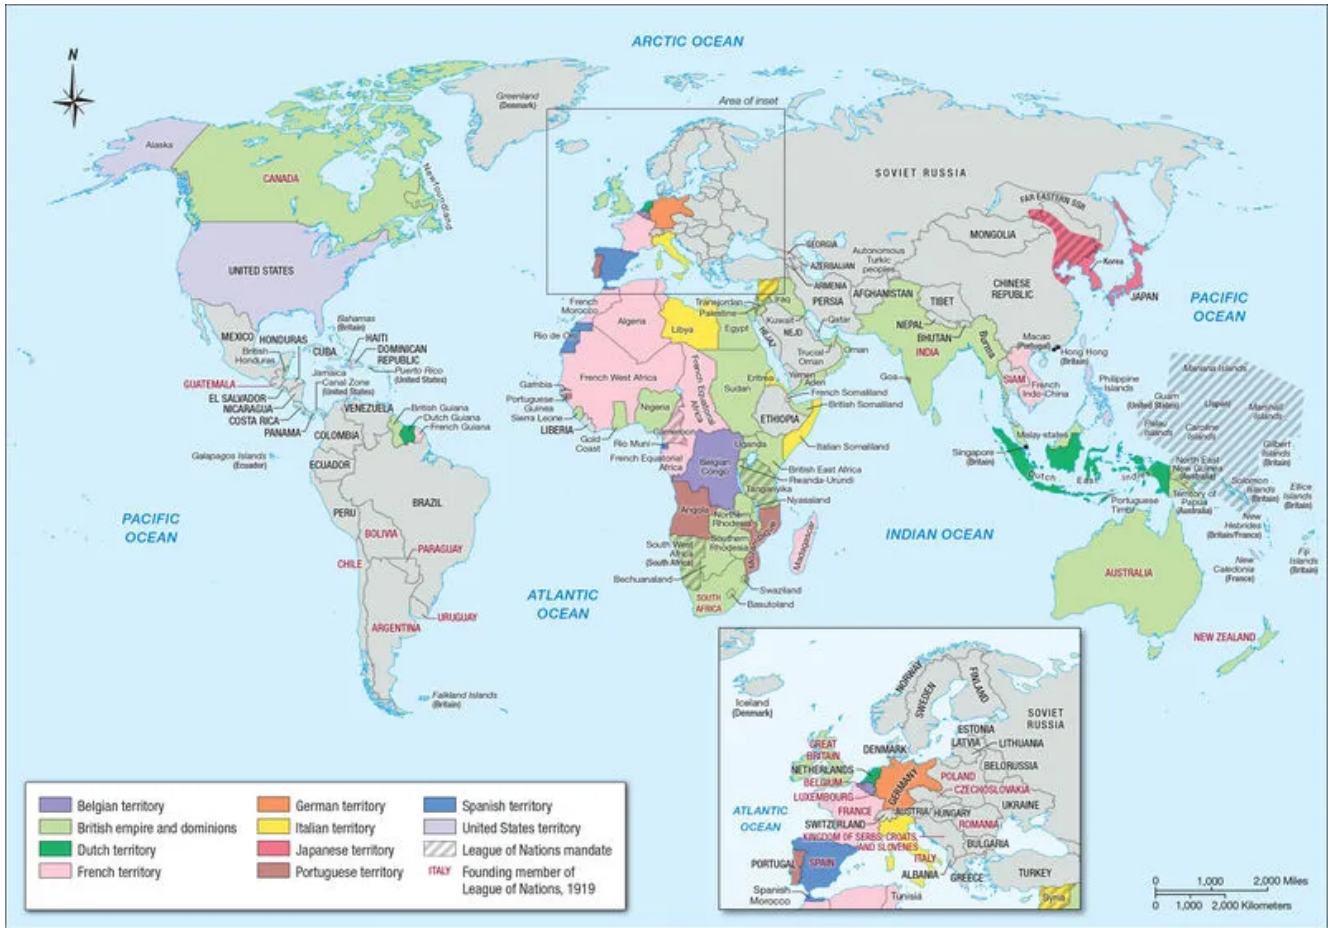 ARCTIC OCEAN
N
Greenland
(Denmark)
Area of inset
Alaska
CANADA
Newfoundland
SOVIET RUSSIA
FAR EASTERN SSR
MONGOLIA
UNITED STATES
GEORGIA
AZERBAIJAN
ARMENIA
Autonomous
Turkic
peoples
PERSIA
AFGHANISTAN
TIBET
CHINESE
REPUBLIC
Korea
JAPAN
PACIFIC
OCEAN
French
Morocco
Algeria
Libya
Transjordan
Palestine
Iraq
Egypt
Kuwait
Qatar
HEJAZ
NEJD
NEPAL
BHUTAN
INDIA
Burma
Macao
(Portugal)
Hong Hong
(Britain)
MEXICO
HONDURAS
British
Honduras
Bahamas
(Britain)
CUBA
HAITI
DOMINICAN
REPUBLIC
Jamaica
Puerto Rico
(United States)
Canal Zone
(United States)
GUATEMALA
EL SALVADOR
NICARAGUA
COSTA RICA
PANAMA
VENEZUELA
COLOMBIA
British Guiana
Dutch Guiana
French Guiana
Galapagos Islands
(Ecuador)
ECUADOR
PERU
BRAZIL
BOLIVIA
PARAGUAY
CHILE
URUGUAY
ARGENTINA
Falkland Islands
(Britain)
PACIFIC
OCEAN
ATLANTIC
OCEAN
INDIAN OCEAN
Rio de Oro
French West Africa
French Equatorial
Africa
Gambia
Portuguese
Guinea
Sierra Leone
LIBERIA
Gold
Coast
Nigeria
Cameroon
Rio Muni
French Equatorial
Africa
Sudan
Eritrea
Trucial
Oman
Oman
Yemen
Aden
French Somaliland
British Somaliland
ETHIOPIA
Italian Somaliland
Uganda
British East Africa
Rwanda-Urundi
Belgian
Congo
Tanganyika
Nyasaland
Angola
Northern
Rhodesia
Southern
Rhodesia
Mozambique
Madagascar
South West
Africa
(South Africa)
Bechuanaland
SOUTH
AFRICA
Swaziland
Basutoland
Goa
SIAM
French
Indo-China
Philippine
Islands
Guam
(United States)
Mariana Islands
Palau
Islands
Caroline
Islands
Marshall
Islands
Gilbert
Islands
(Britain)
Malay states
Singapore
(Britain)
Dutch East Indies
North East
New Guinea
(Australia)
Territory of
Papua
(Australia)
Portuguese
Timor
Solomon
Islands
(Britain)
Ellice
Islands
(Britain)
New
Hebrides
(Britain/France)
New
Caledonia
(France)
Fiji
Islands
(Britain)
AUSTRALIA
NEW ZEALAND
Iceland
(Denmark)
NORWAY
SWEDEN
FINLAND
SOVIET
RUSSIA
ESTONIA
LATVIA
LITHUANIA
DENMARK
GREAT
BRITAIN
NETHERLANDS
BELGIUM
LUXEMBOURG
GERMANY
POLAND
BELORUSSIA
CZECHOSLOVAKIA
UKRAINE
FRANCE
AUSTRIA
HUNGARY
SWITZERLAND
ROMANIA
KINGDOM OF SERBS, CROATS,
AND SLOVENES
BULGARIA
ATLANTIC
OCEAN
PORTUGAL
SPAIN
ITALY
ALBANIA
GREECE
TURKEY
Spanish
Morocco
Tunisia
Syria
Belgian territory
British empire and dominions
Dutch territory
French territory
German territory
Italian territory
Japanese territory
Portuguese territory
Spanish territory
United States territory
League of Nations mandate
ITALY Founding member of
League of Nations, 1919
0 1,000 2,000 Miles
0 1,000 2,000 Kilometers